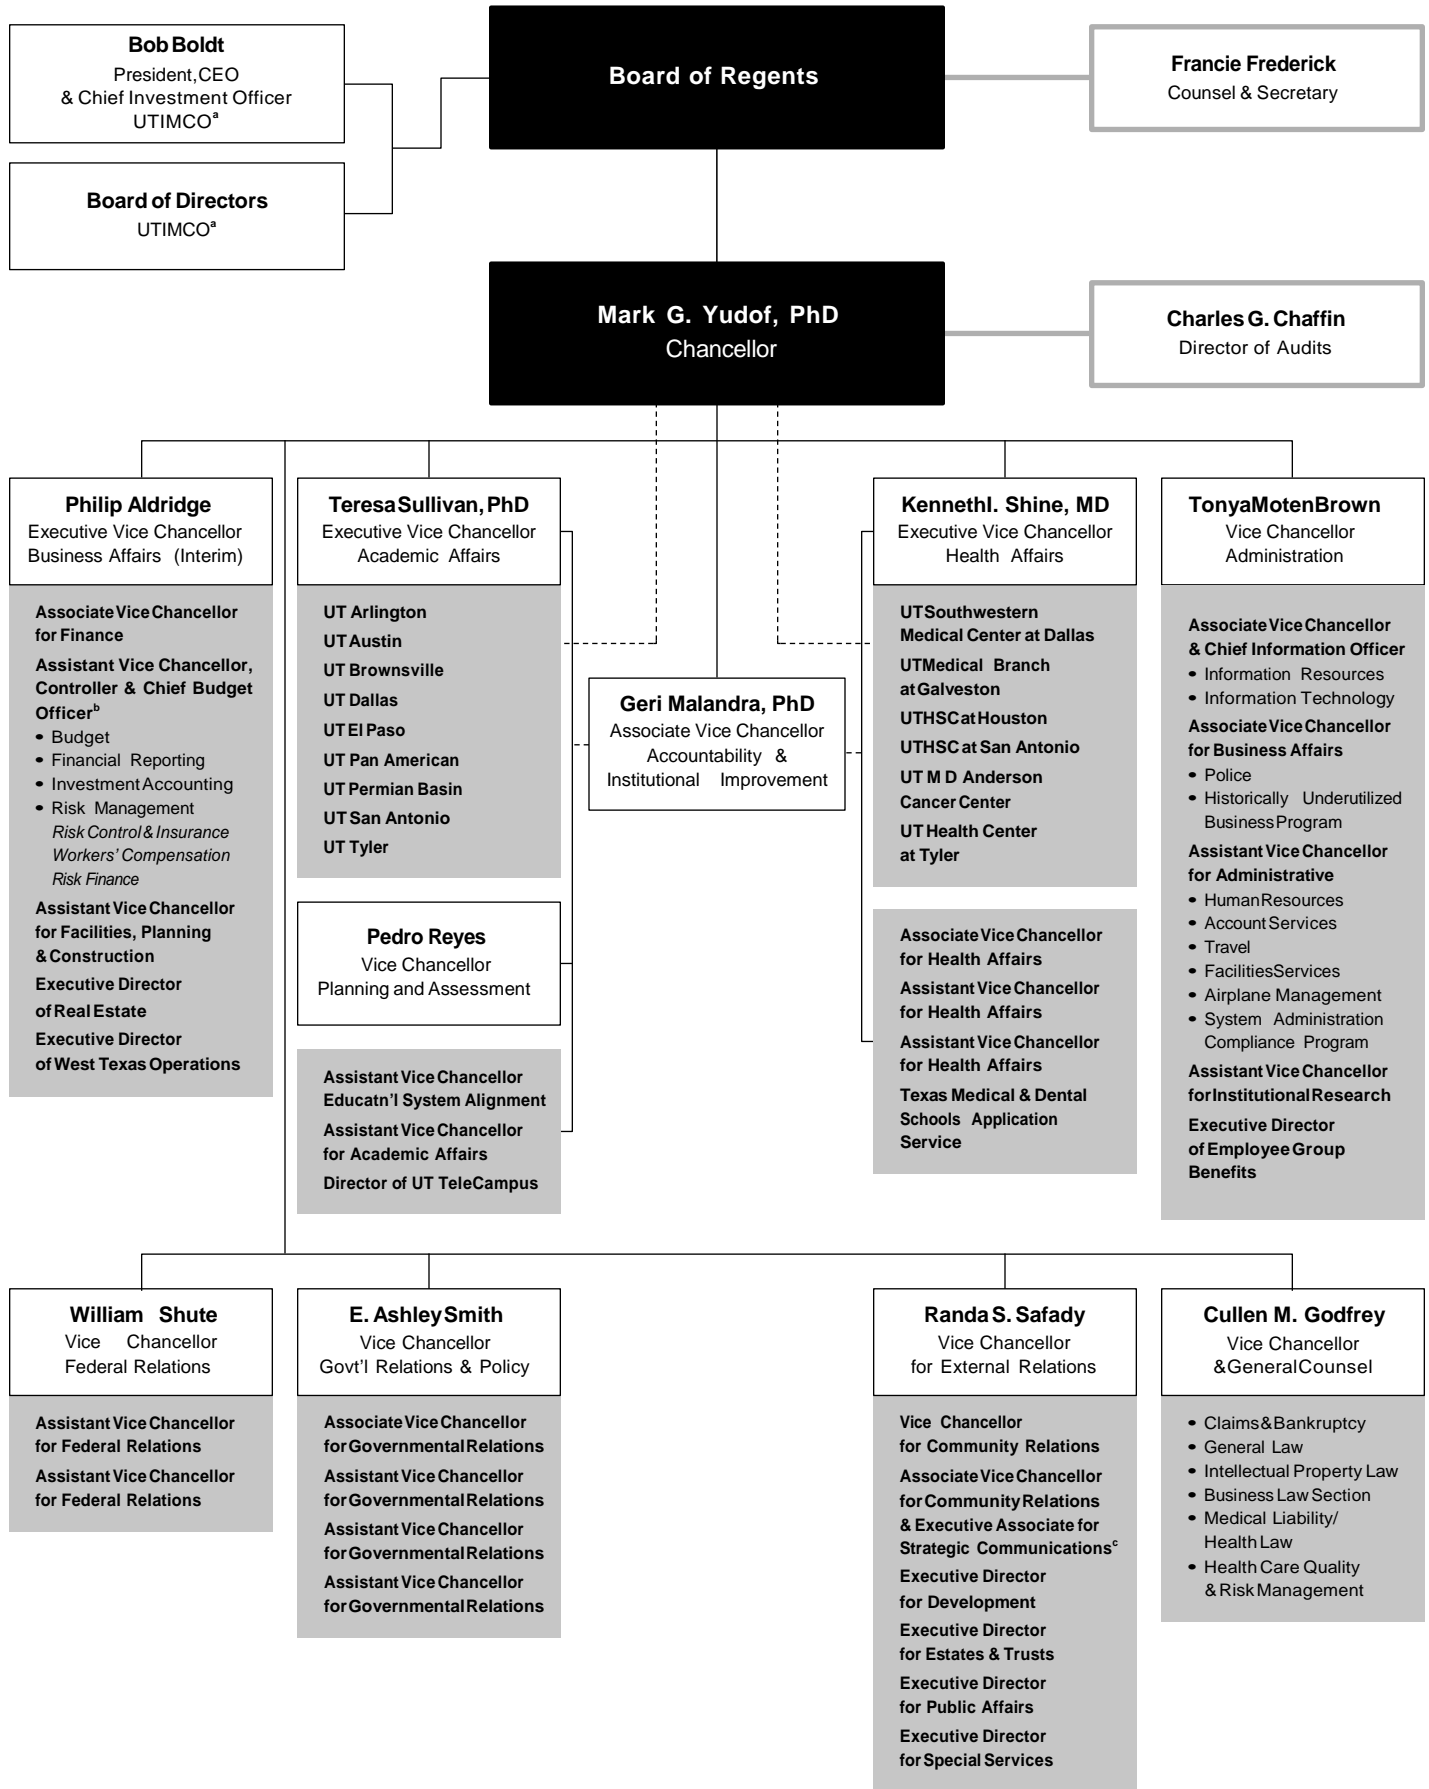 Bob Boldt
President, CEO
& Chief Investment Officer
UTIMCOᵃ
Board of Directors
UTIMCOᵃ
Board of Regents
Francie Frederick
Counsel & Secretary
Mark G. Yudof, PhD
Chancellor
Charles G. Chaffin
Director of Audits
Philip Aldridge
Executive Vice Chancellor
Business Affairs (Interim)
Associate Vice Chancellor
for Finance
Assistant Vice Chancellor,
Controller & Chief Budget
Officerᵇ
• Budget
• Financial Reporting
• Investment Accounting
• Risk Management
Risk Control & Insurance
Workers' Compensation
Risk Finance
Assistant Vice Chancellor
for Facilities, Planning
& Construction
Executive Director
of Real Estate
Executive Director
of West Texas Operations
Teresa Sullivan, PhD
Executive Vice Chancellor
Academic Affairs
UT Arlington
UT Austin
UT Brownsville
UT Dallas
UT El Paso
UT Pan American
UT Permian Basin
UT San Antonio
UT Tyler
Pedro Reyes
Vice Chancellor
Planning and Assessment
Assistant Vice Chancellor
Educatn'l System Alignment
Assistant Vice Chancellor
for Academic Affairs
Director of UT TeleCampus
Geri Malandra, PhD
Associate Vice Chancellor
Accountability &
Institutional Improvement
Kenneth I. Shine, MD
Executive Vice Chancellor
Health Affairs
UT Southwestern
Medical Center at Dallas
UT Medical Branch
at Galveston
UTHSC at Houston
UTHSC at San Antonio
UT M D Anderson
Cancer Center
UT Health Center
at Tyler
Associate Vice Chancellor
for Health Affairs
Assistant Vice Chancellor
for Health Affairs
Assistant Vice Chancellor
for Health Affairs
Texas Medical & Dental
Schools Application
Service
Tonya Moten Brown
Vice Chancellor
Administration
Associate Vice Chancellor
& Chief Information Officer
• Information Resources
• Information Technology
Associate Vice Chancellor
for Business Affairs
• Police
• Historically Underutilized
Business Program
Assistant Vice Chancellor
for Administrative
• Human Resources
• Account Services
• Travel
• Facilities Services
• Airplane Management
• System Administration
Compliance Program
Assistant Vice Chancellor
for Institutional Research
Executive Director
of Employee Group
Benefits
William Shute
Vice Chancellor
Federal Relations
Assistant Vice Chancellor
for Federal Relations
Assistant Vice Chancellor
for Federal Relations
E. Ashley Smith
Vice Chancellor
Govt'l Relations & Policy
Associate Vice Chancellor
for Governmental Relations
Assistant Vice Chancellor
for Governmental Relations
Assistant Vice Chancellor
for Governmental Relations
Assistant Vice Chancellor
for Governmental Relations
Randa S. Safady
Vice Chancellor
for External Relations
Vice Chancellor
for Community Relations
Associate Vice Chancellor
for Community Relations
& Executive Associate for
Strategic Communicationsᶜ
Executive Director
for Development
Executive Director
for Estates & Trusts
Executive Director
for Public Affairs
Executive Director
for Special Services
Cullen M. Godfrey
Vice Chancellor
& General Counsel
• Claims & Bankruptcy
• General Law
• Intellectual Property Law
• Business Law Section
• Medical Liability/
Health Law
• Health Care Quality
& Risk Management